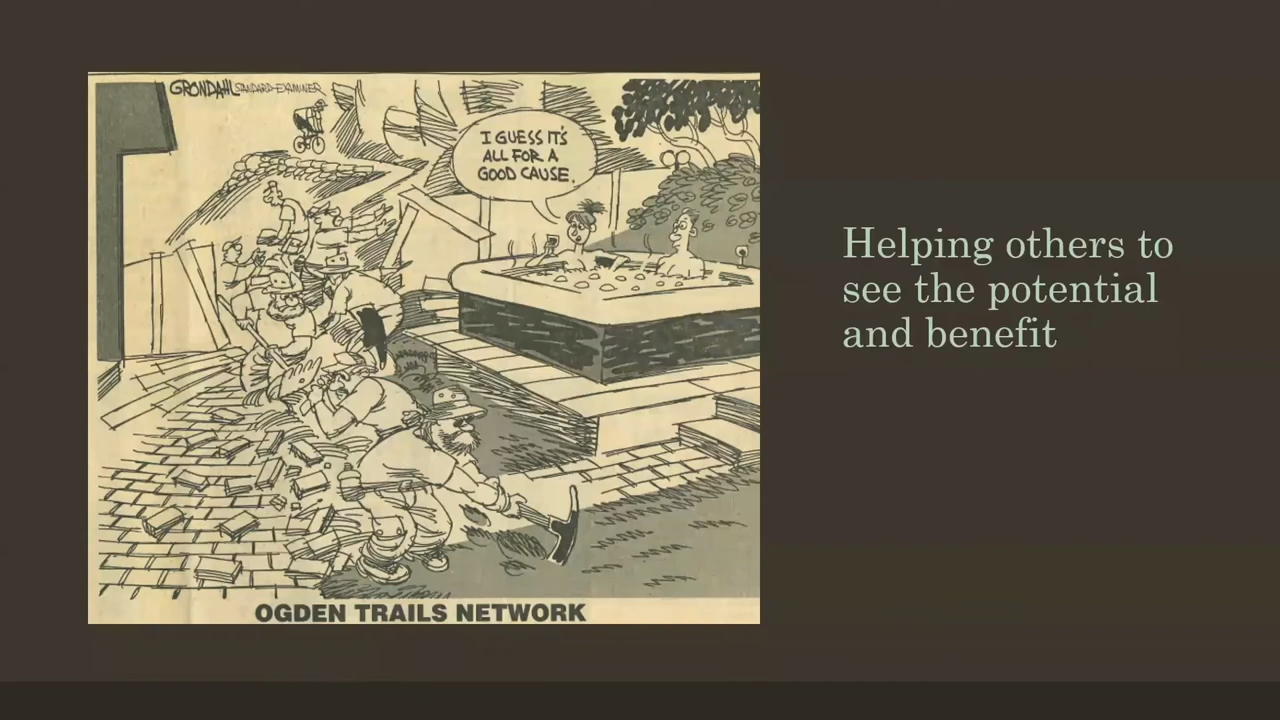 GRONDAHL STANDARD-EXAMINER
I GUESS IT'S
ALL FOR A
GOOD CAUSE.
OGDEN TRAILS NETWORK
Helping others to
see the potential
and benefit